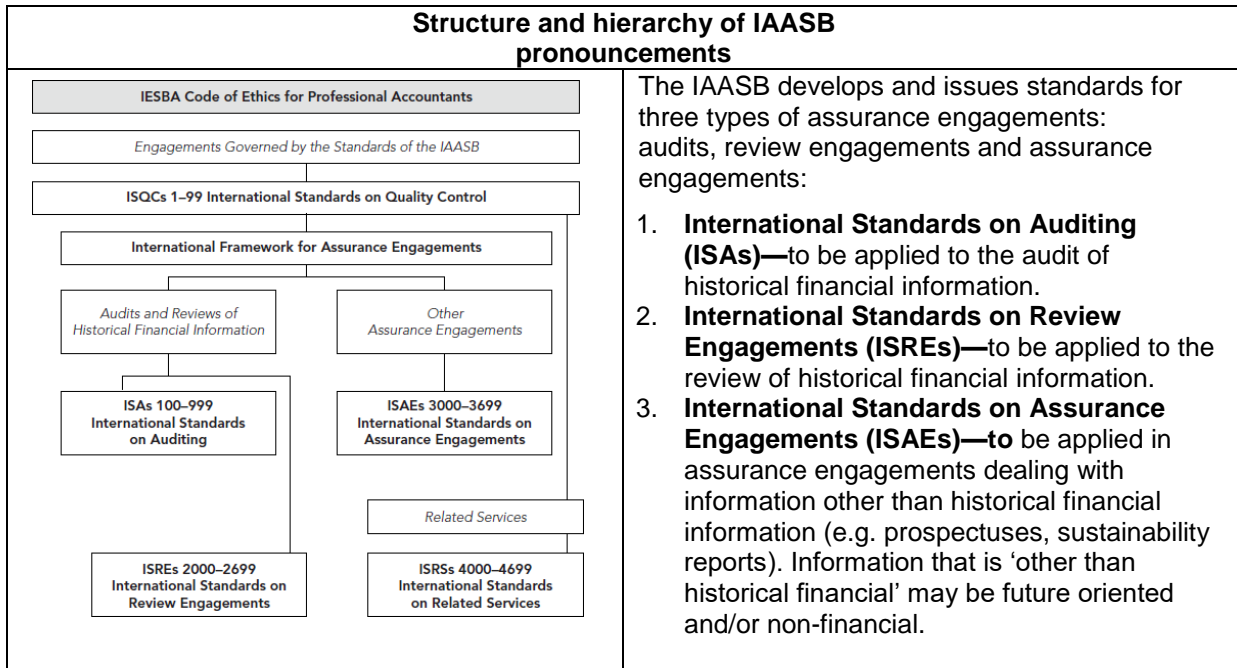 Structure and hierarchy of IAASB
pronouncements
IESBA Code of Ethics for Professional Accountants
Engagements Governed by the Standards of the IAASB
ISQCs 1–99 International Standards on Quality Control
International Framework for Assurance Engagements
Audits and Reviews of
Historical Financial Information
Other
Assurance Engagements
ISAs 100–999
International Standards
on Auditing
ISAEs 3000–3699
International Standards on
Assurance Engagements
Related Services
ISREs 2000–2699
International Standards on
Review Engagements
ISRSs 4000–4699
International Standards
on Related Services
The IAASB develops and issues standards for
three types of assurance engagements:
audits, review engagements and assurance
engagements:
1. International Standards on Auditing
(ISAs)—to be applied to the audit of
historical financial information.
2. International Standards on Review
Engagements (ISREs)—to be applied to the
review of historical financial information.
3. International Standards on Assurance
Engagements (ISAEs)—to be applied in
assurance engagements dealing with
information other than historical financial
information (e.g. prospectuses, sustainability
reports). Information that is ‘other than
historical financial’ may be future oriented
and/or non-financial.